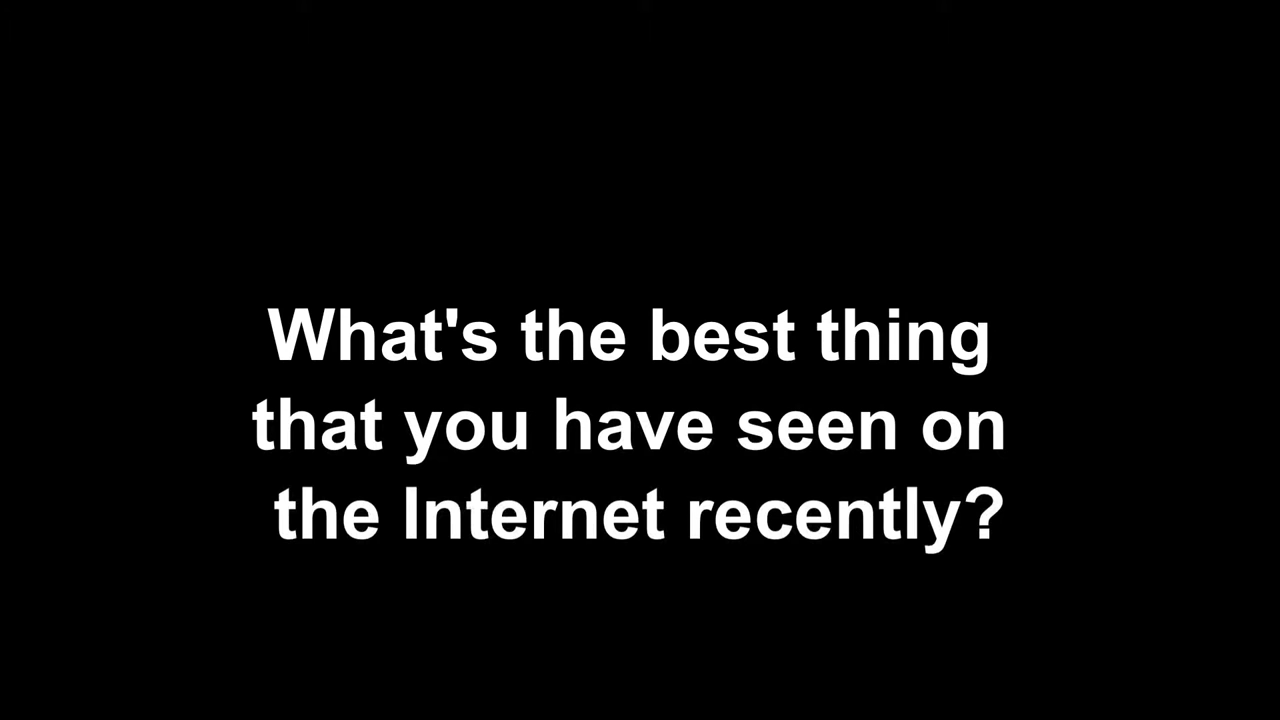 What's the best thing
that you have seen on
the Internet recently?